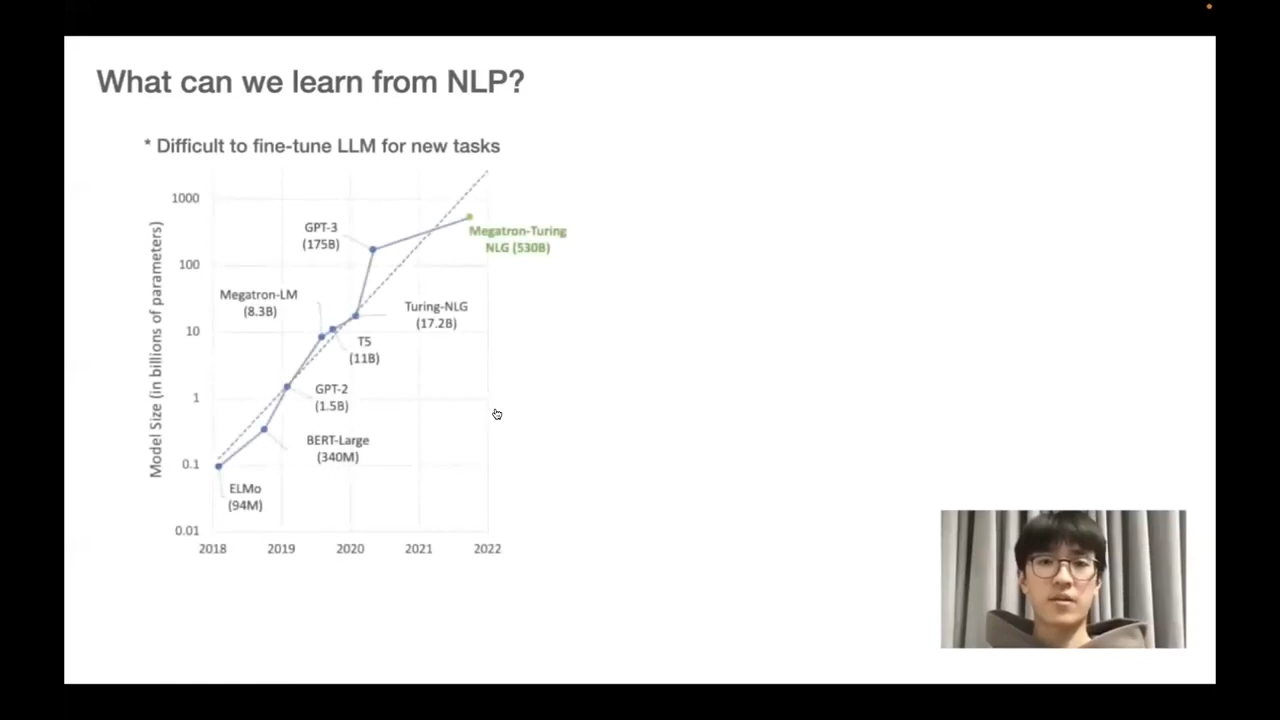 What can we learn from NLP?
* Difficult to fine-tune LLM for new tasks
Model Size (in billions of parameters)
1000
100
10
1
0.1
0.01
2018
2019
2020
2021
2022
GPT-3
(175B)
Megatron-Turing
NLG (530B)
Megatron-LM
(8.3B)
Turing-NLG
(17.2B)
T5
(11B)
GPT-2
(1.5B)
BERT-Large
(340M)
ELMo
(94M)